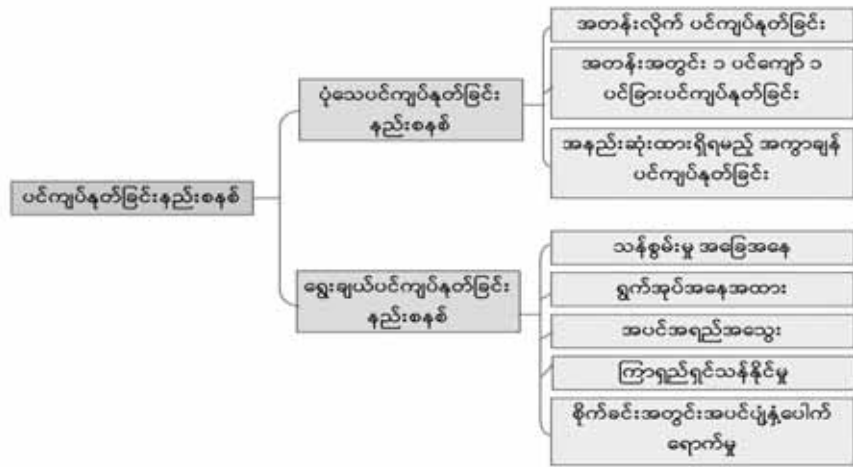 ပင်ကျပ်နုတ်ခြင်းနည်းစနစ်
ပုံသေပင်ကျပ်နုတ်ခြင်း
နည်းစနစ်
အတန်းလိုက် ပင်ကျပ်နုတ်ခြင်း
အတန်းအတွင်း ၁ ပင်ကျော် ၁
ပင်ခြားပင်ကျပ်နုတ်ခြင်း
အနည်းဆုံးထားရှိရမည့် အကွာချန်
ပင်ကျပ်နုတ်ခြင်း
ရွေးချယ်ပင်ကျပ်နုတ်ခြင်း
နည်းစနစ်
သန်စွမ်းမှု အခြေအနေ
ရွက်အုပ်အနေအထား
အပင်အရည်အသွေး
ကြာရှည်ရှင်သန်နိုင်မှု
စိုက်ခင်းအတွင်းအပင်ပျံ့နှံ့ပေါက်
ရောက်မှု